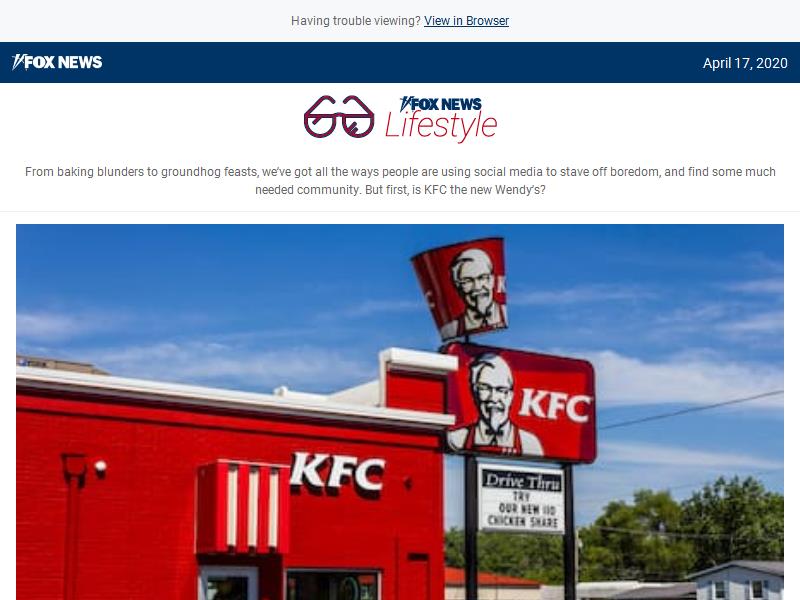 Having trouble viewing? View in Browser
FOX NEWS
April 17, 2020
FOX NEWS
Lifestyle
From baking blunders to groundhog feasts, we've got all the ways people are using social media to stave off boredom, and find some much
needed community. But first, is KFC the new Wendy's?
KFC
KFC
Drive Thru
TRY
OUR NEW $10
CHICKEN SHARE